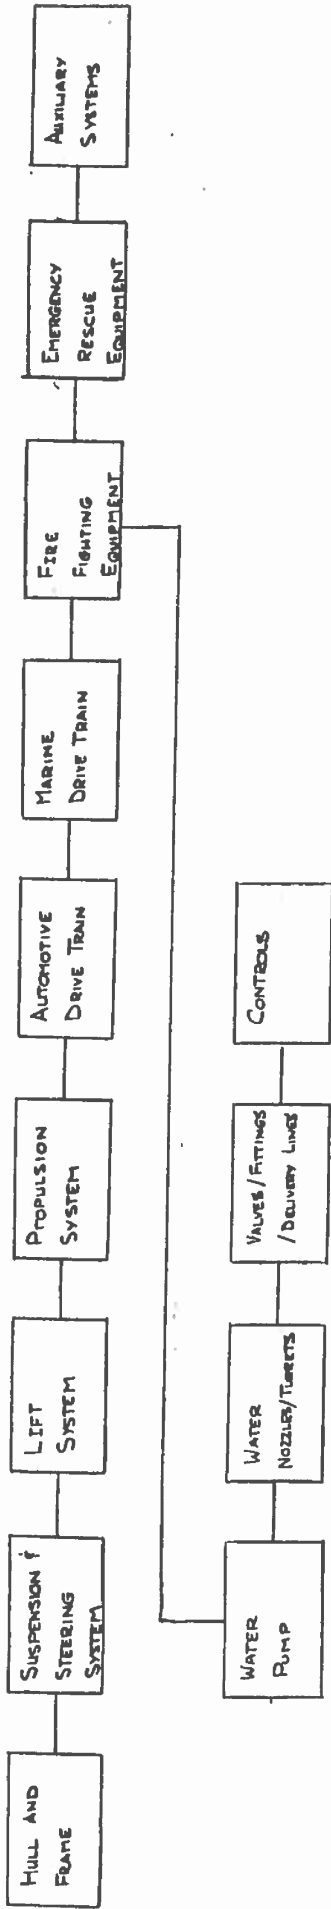 HULL AND
FRAME
SUSPENSION &
STEERING
SYSTEM
LIFT
SYSTEM
PROPULSION
SYSTEM
AUTOMOTIVE
DRIVE TRAIN
MARINE
DRIVE TRAIN
FIRE
FIGHTING
EQUIPMENT
EMERGENCY
RESCUE
EQUIPMENT
AUXILIARY
SYSTEMS
WATER
PUMP
WATER
NOZZLES/TURRETS
VALVES/FITTINGS
/DELIVERY LINES
CONTROLS